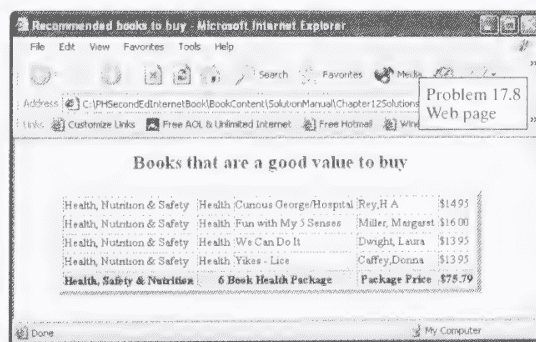 Recommended books to buy - Microsoft Internet Explorer
File Edit View Favorites Tools Help
Search Favorites Media
Address C:\PHSecondEdInternetBook\BookContent\SolutionManual\Chapter12Solutions
Problem 17.8
Web page
Links Customize Links Free AOL & Unlimited Internet Free Hotmail
Books that are a good value to buy
Health, Nutrition & Safety Health Curious George/Hospital Rey,H A $14.95
Health, Nutrition & Safety Health Fun with My 5 Senses Miller, Margaret $16.00
Health, Nutrition & Safety Health We Can Do It Dwight, Laura $13.95
Health, Nutrition & Safety Health Yikes - Lice Caffey,Donna $13.95
Health, Safety & Nutrition 6 Book Health Package Package Price $75.79
Done My Computer